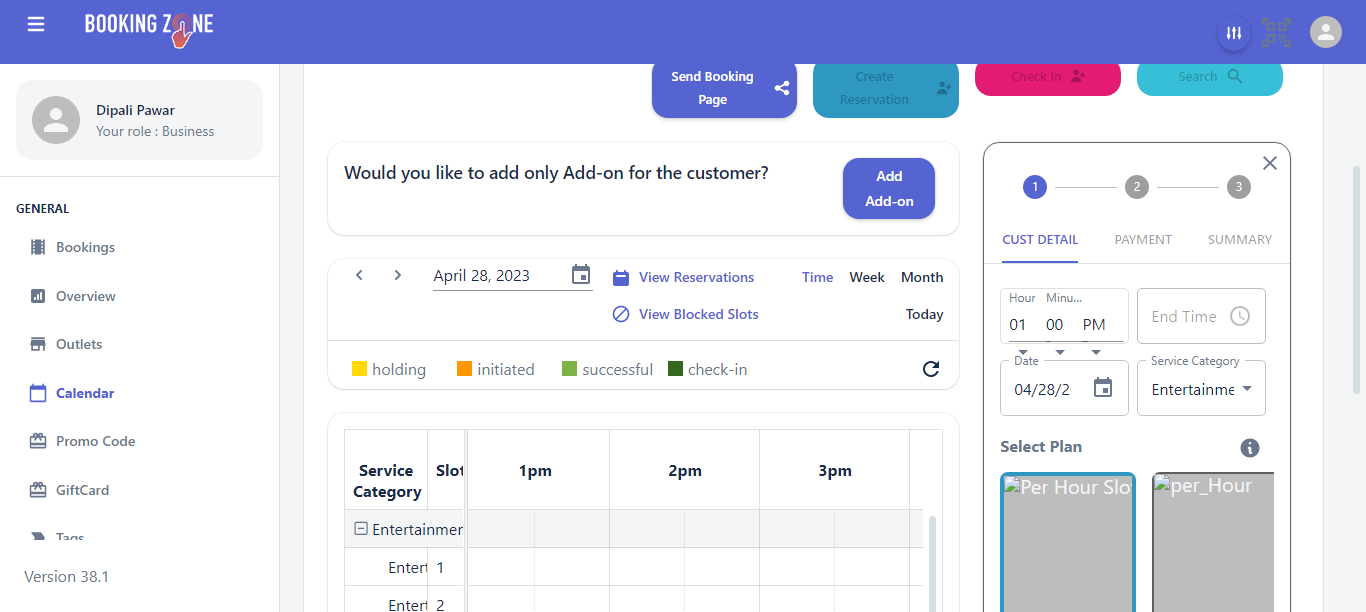 BOOKING ZONE
Send Booking
Page
Create
Reservation
Check In
Search
Dipali Pawar
Your role : Business
GENERAL
Bookings
Overview
Outlets
Calendar
Promo Code
GiftCard
Tags
Version 38.1
Would you like to add only Add-on for the customer?
Add
Add-on
April 28, 2023
View Reservations
Time
Week
Month
View Blocked Slots
Today
holding
initiated
successful
check-in
Service
Category
Slot
1pm
2pm
3pm
Entertainmer
Entert
1
Entert
2
1
2
3
CUST DETAIL
PAYMENT
SUMMARY
Hour
Minu...
01
00
PM
End Time
Date
04/28/2
Service Category
Entertainme
Select Plan
Per Hour Slo
per_Hour